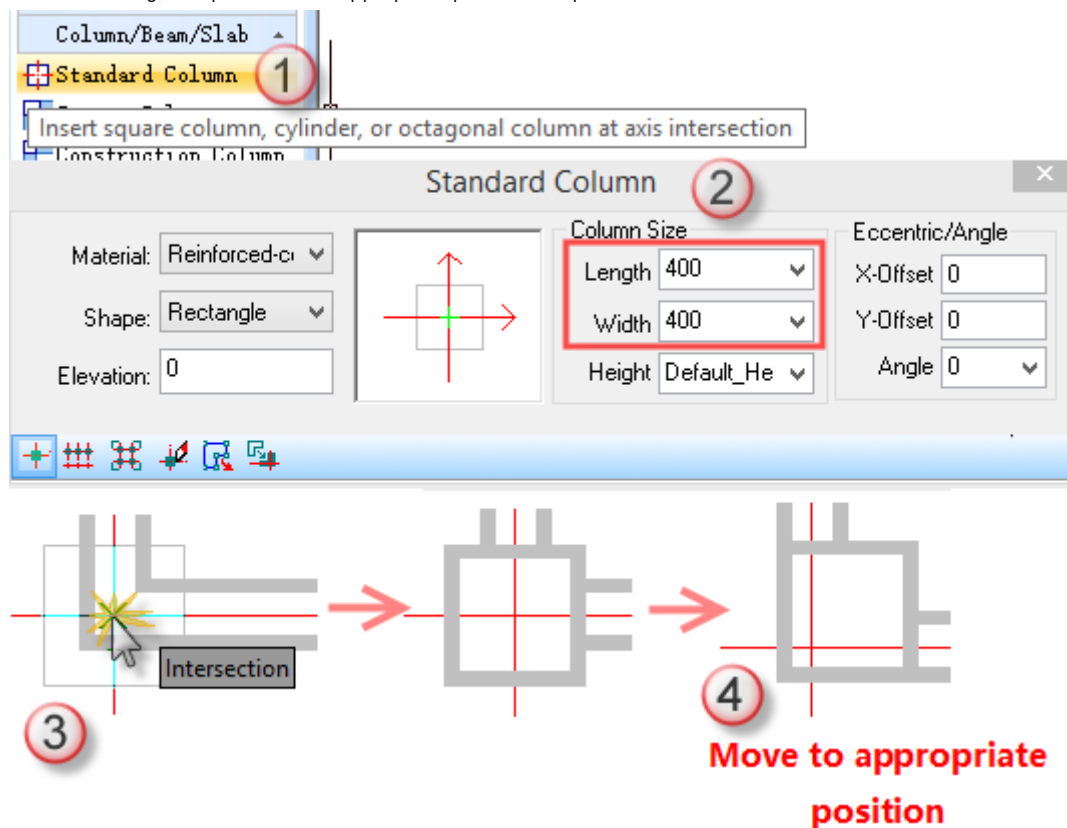 Column/Beam/Slab
Standard Column
1
Insert square column, cylinder, or octagonal column at axis intersection
Construction Column
Standard Column
2
Material: Reinforced-c
Shape: Rectangle
Elevation: 0
Column Size
Length 400
Width 400
Height Default_He
Eccentric/Angle
X-Offset 0
Y-Offset 0
Angle 0
Intersection
3
4
Move to appropriate
position